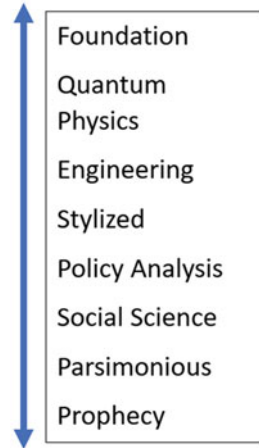 Foundation
Quantum
Physics
Engineering
Stylized
Policy Analysis
Social Science
Parsimonious
Prophecy